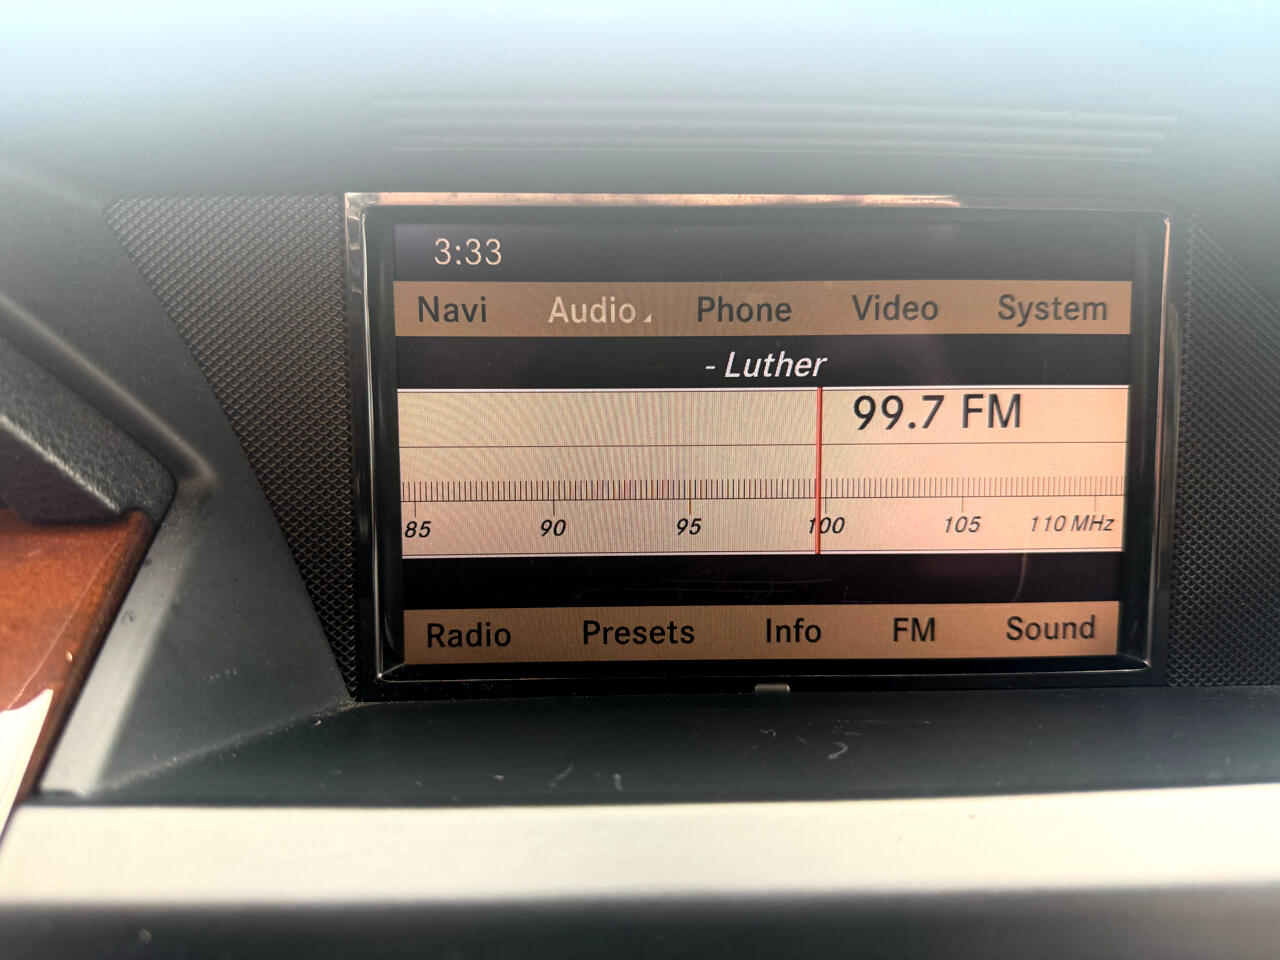 3:33
Navi Audio Phone Video System
- Luther
99.7 FM
85 90 95 100 105 110 MHz
Radio Presets Info FM Sound